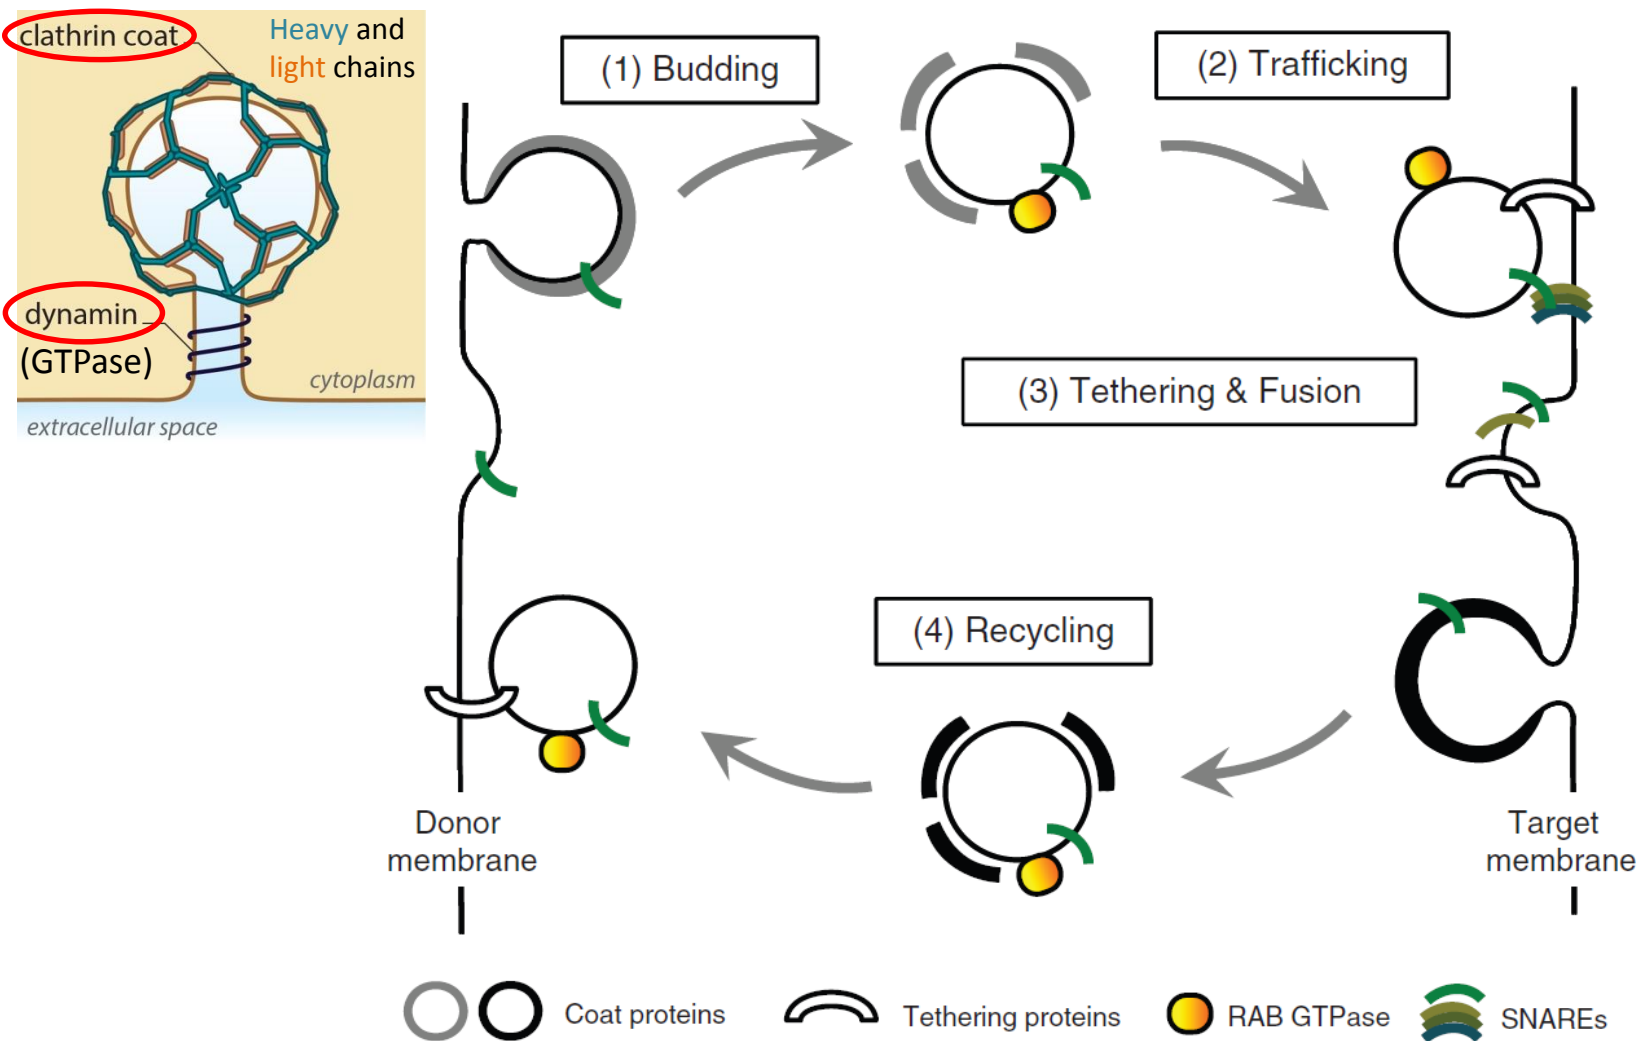 clathrin coat
Heavy and
light chains
dynamin
(GTPase)
cytoplasm
extracellular space
(1) Budding
(2) Trafficking
(3) Tethering & Fusion
(4) Recycling
Donor
membrane
Target
membrane
Coat proteins
Tethering proteins
RAB GTPase
SNAREs